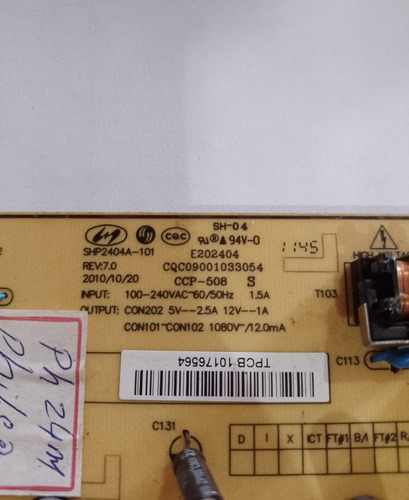 SH-04
CQC
94V-0
SHP2404A-101
E202404
1145
REV:7.0
CQC09001033054
2010/10/20
CCP-508 S
INPUT: 100-240VAC~60/50Hz 1.5A
OUTPUT: CON202 5V--2.5A 12V--1A
CON101~CON102 1080V~/12.0mA
T103
TPCB 10176564
C113
C131
D I X ICT FT#1 B/I FT#2
Ph 24M